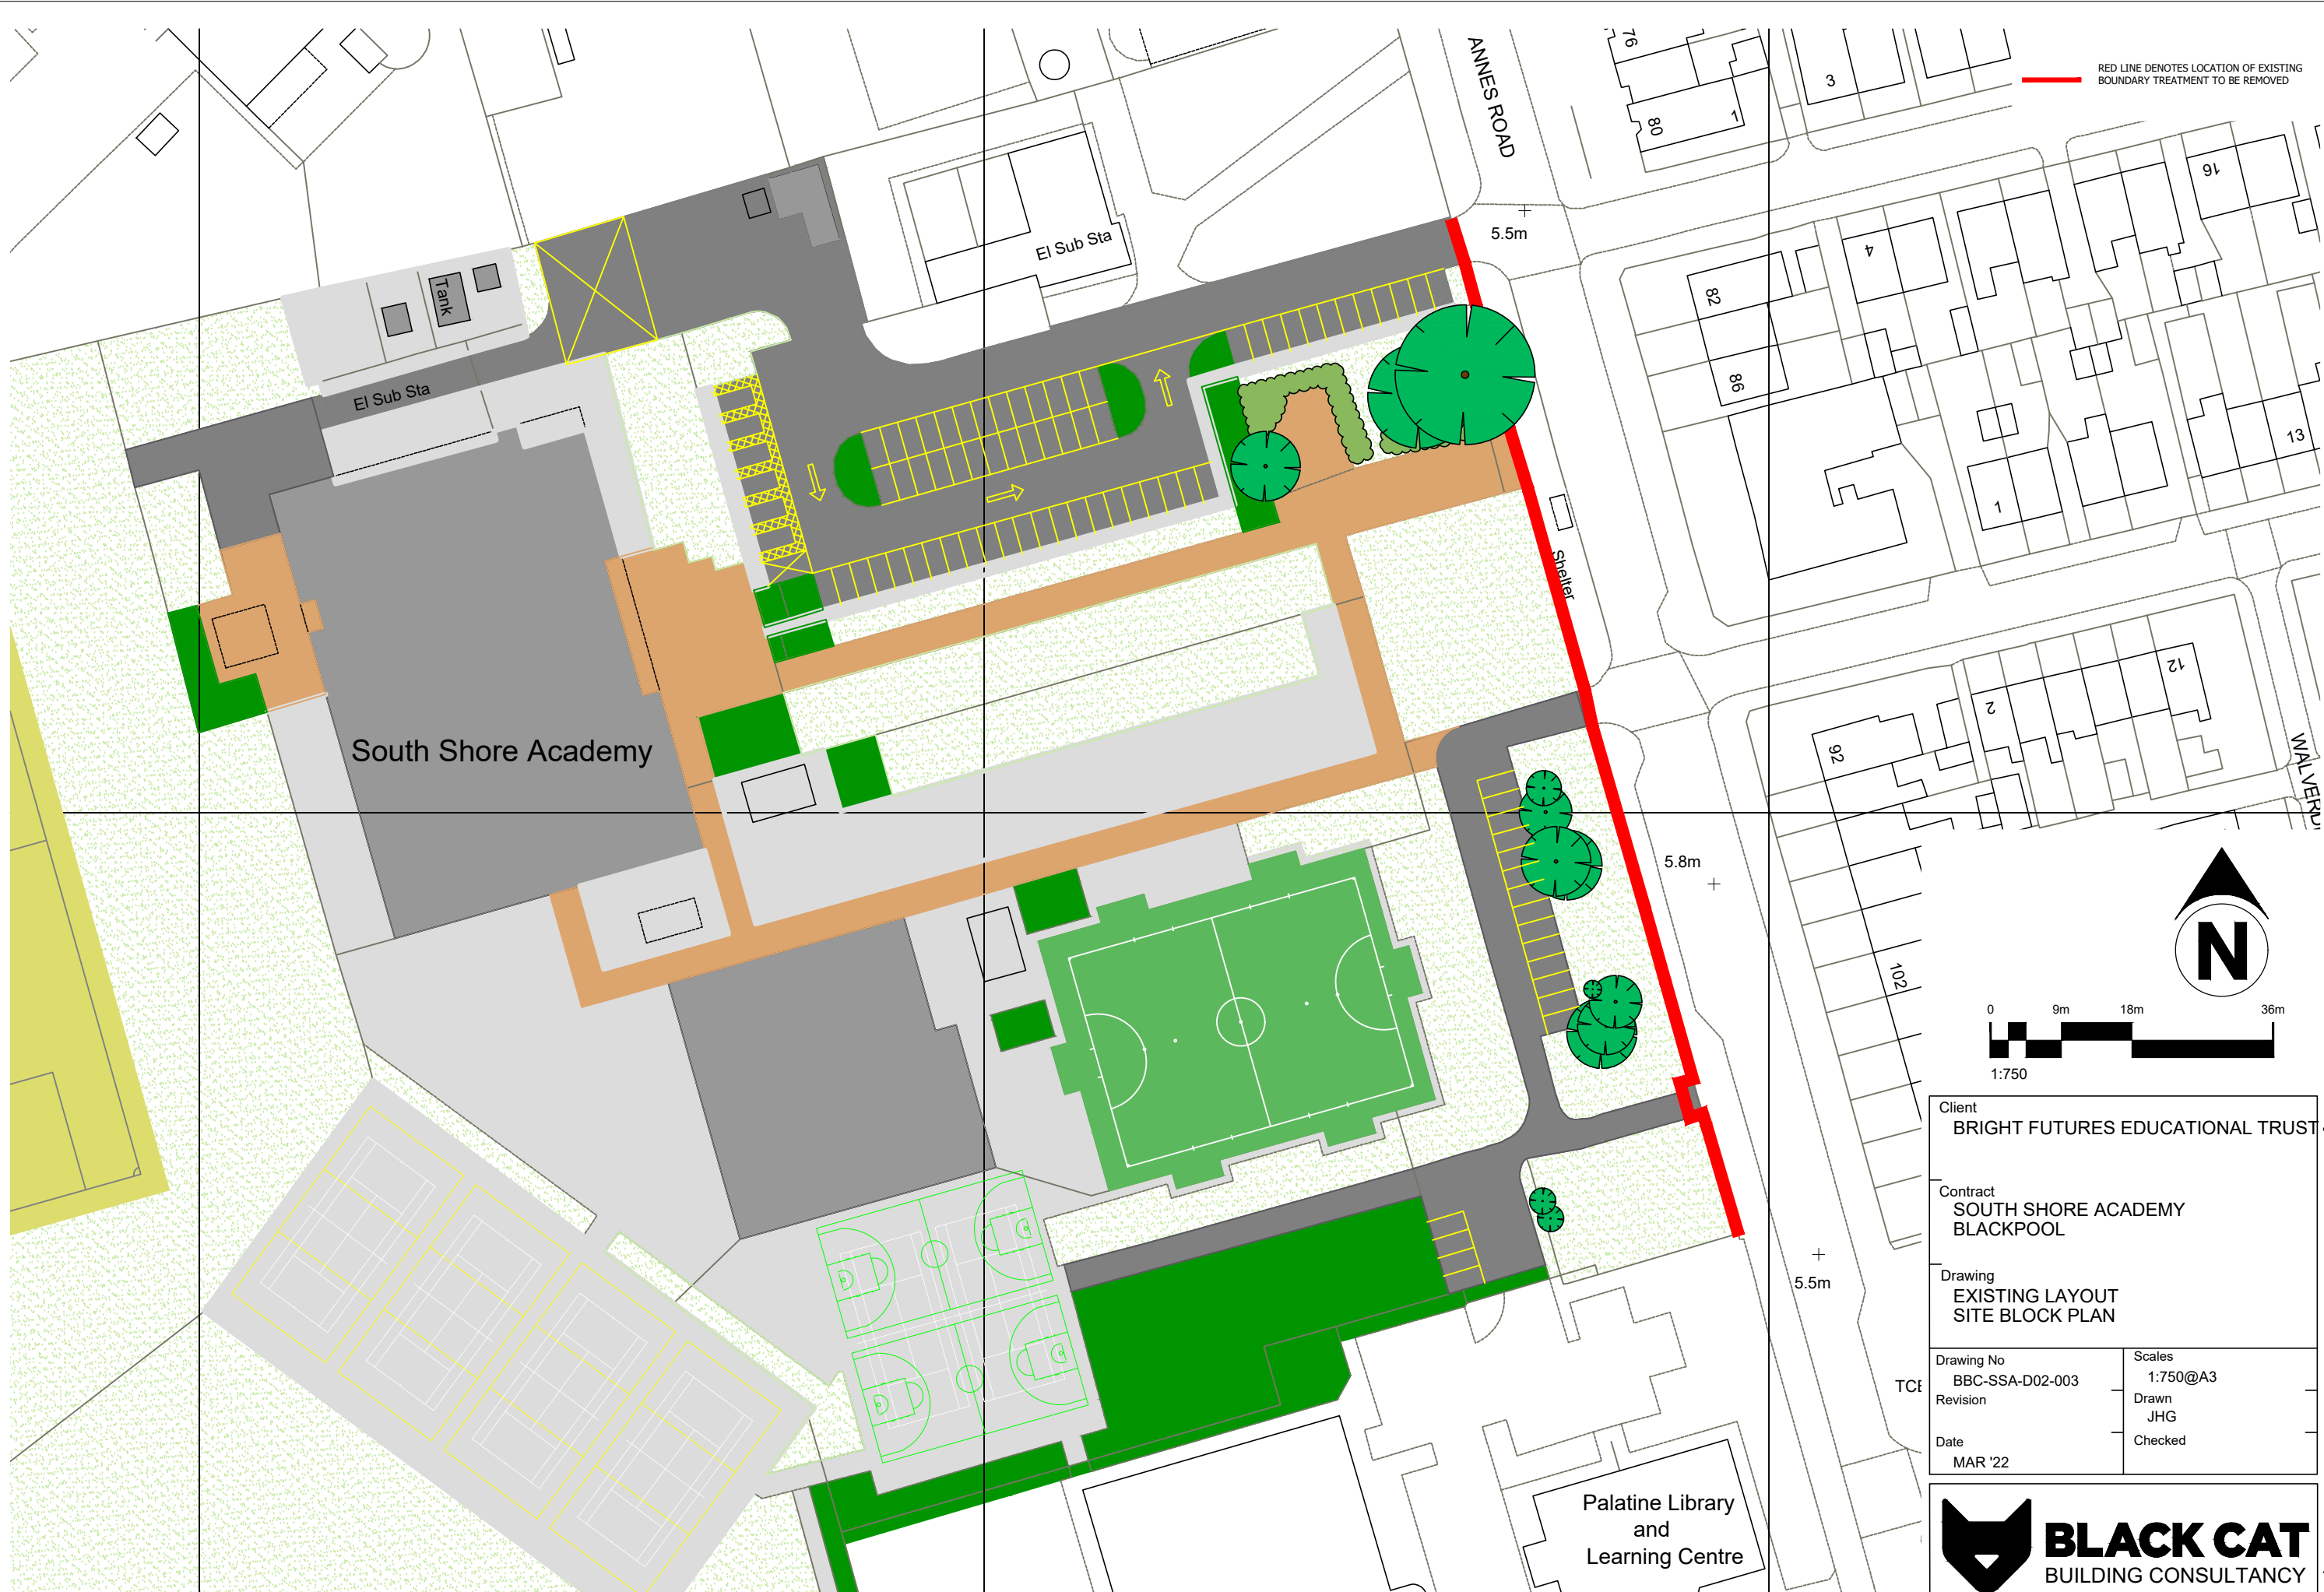 ANNES ROAD
76
80
1
3
RED LINE DENOTES LOCATION OF EXISTING
BOUNDARY TREATMENT TO BE REMOVED
16
5.5m
El Sub Sta
4
82
86
Tank
El Sub Sta
13
1
Shelter
12
2
92
WALVERD
South Shore Academy
5.8m
102
N
0 9m 18m 36m
1:750
Client
BRIGHT FUTURES EDUCATIONAL TRUST
Contract
SOUTH SHORE ACADEMY
BLACKPOOL
5.5m
Drawing
EXISTING LAYOUT
SITE BLOCK PLAN
Drawing No
BBC-SSA-D02-003
Scales
1:750@A3
TCB
Revision
Drawn
JHG
Date
MAR '22
Checked
Palatine Library
and
Learning Centre
BLACK CAT
BUILDING CONSULTANCY